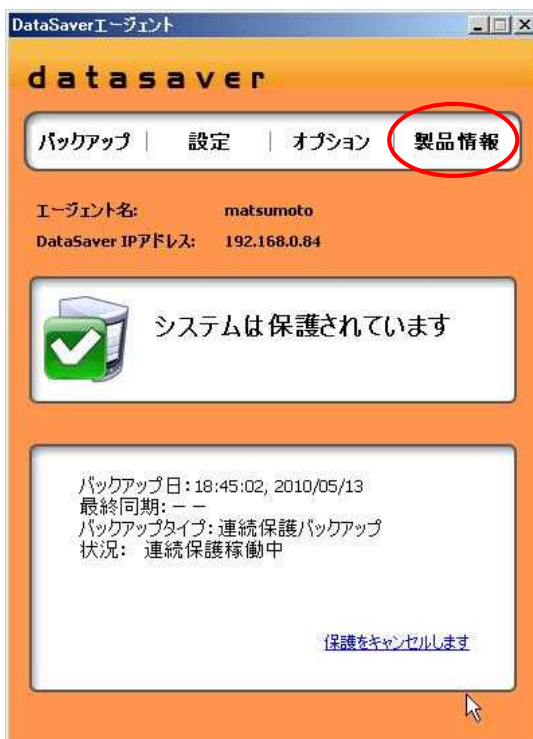 DataSaverエージェント
datasaver
バックアップ | 設定 | オプション 製品情報
エージェント名: matsumoto
DataSaver IPアドレス: 192.168.0.84
システムは保護されています
バックアップ日:18:45:02, 2010/05/13
最終同期:－－
バックアップタイプ:連続保護バックアップ
状況: 連続保護稼働中
保護をキャンセルします